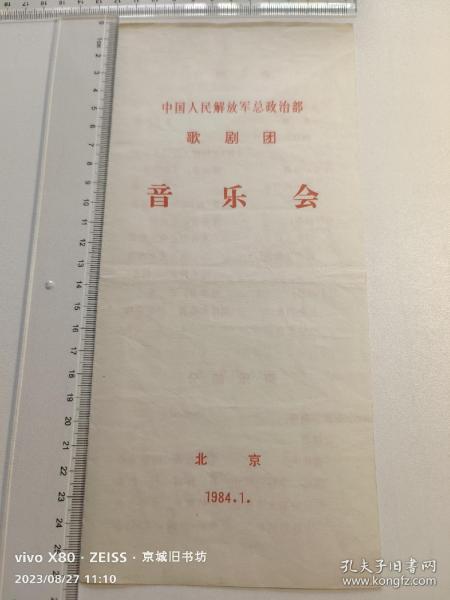 中国人民解放军总政治部
歌剧团
音乐会
北京
1984.1.
vivo X80 · ZEISS · 京城旧书坊
2023/08/27 11:10
孔夫子旧书网
www.kongfz.com